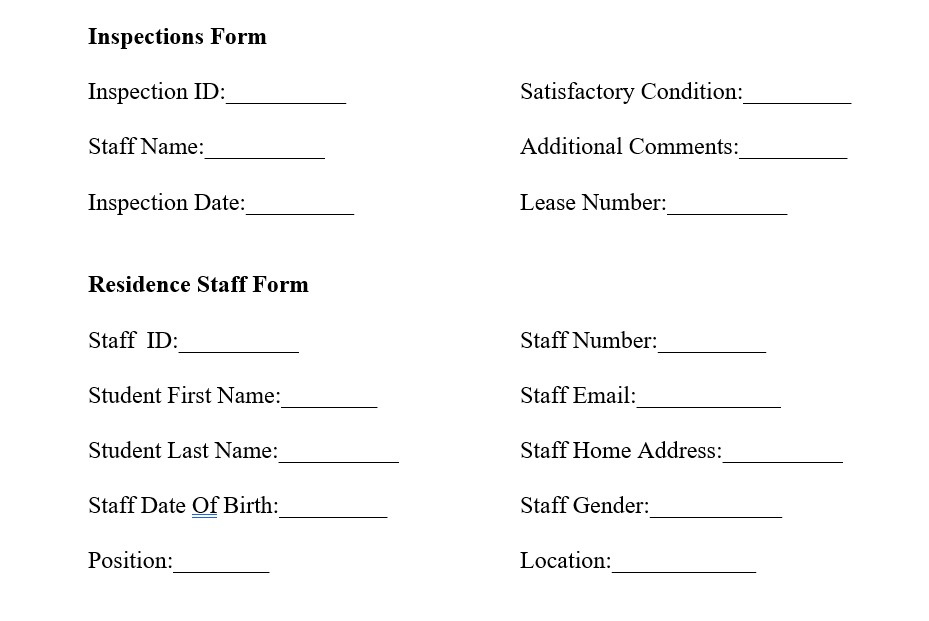 Inspections Form
Inspection ID:__________ Satisfactory Condition:_________
Staff Name:__________ Additional Comments:_________
Inspection Date:_________ Lease Number:__________
Residence Staff Form
Staff  ID:__________ Staff Number:_________
Student First Name:________ Staff Email:____________
Student Last Name:__________ Staff Home Address:__________
Staff Date Of Birth:_________ Staff Gender:___________
Position:________ Location:____________